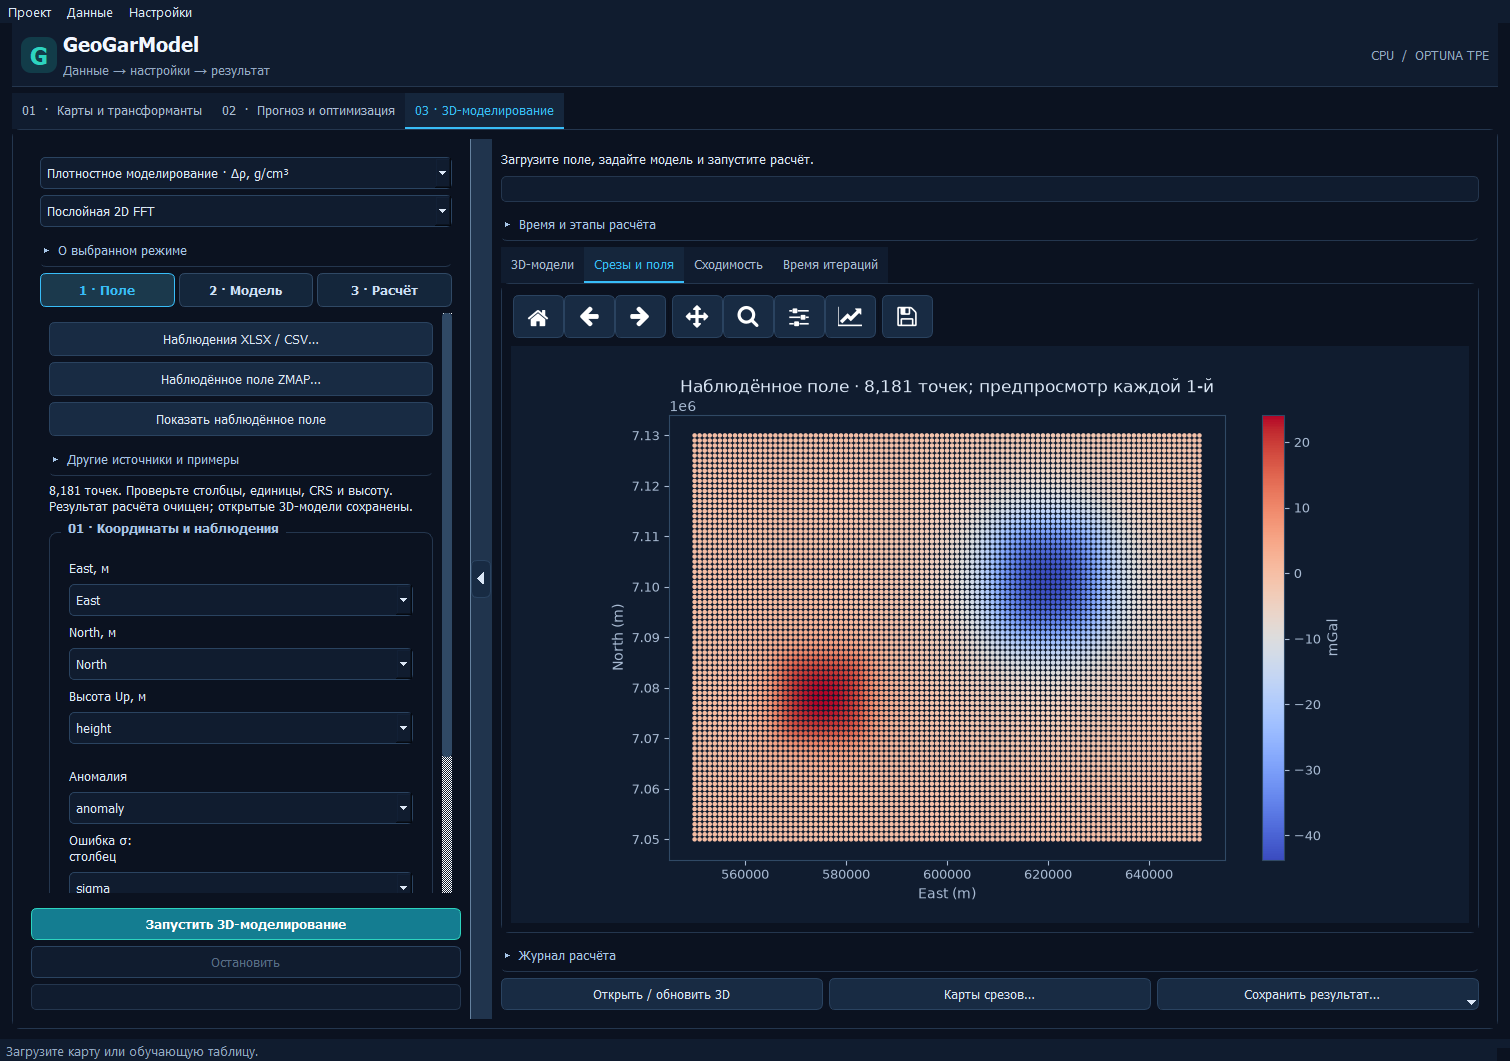 Проект Данные Настройки
G
GeoGarModel
Данные → настройки → результат
CPU / OPTUNA TPE
01 · Карты и трансформанты 02 · Прогноз и оптимизация 03 · 3D-моделирование
Плотностное моделирование · Δρ, g/cm³
Послойная 2D FFT
О выбранном режиме
1 · Поле 2 · Модель 3 · Расчёт
Наблюдения XLSX / CSV...
Наблюдённое поле ZMAP...
Показать наблюдённое поле
Другие источники и примеры
8,181 точек. Проверьте столбцы, единицы, CRS и высоту.
Результат расчёта очищен; открытые 3D-модели сохранены.
01 · Координаты и наблюдения
East, м
East
North, м
North
Высота Up, м
height
Аномалия
anomaly
Ошибка σ:
столбец
sigma
Запустить 3D-моделирование
Остановить
Загрузите поле, задайте модель и запустите расчёт.
Время и этапы расчёта
3D-модели Срезы и поля Сходимость Время итераций
Наблюдённое поле · 8,181 точек; предпросмотр каждой 1-й
1e6
7.13
7.12
7.11
7.10
7.09
7.08
7.07
7.06
7.05
North (m)
560000 580000 600000 620000 640000
East (m)
20
10
0
−10
−20
−30
−40
mGal
Журнал расчёта
Открыть / обновить 3D Карты срезов... Сохранить результат...
Загрузите карту или обучающую таблицу.